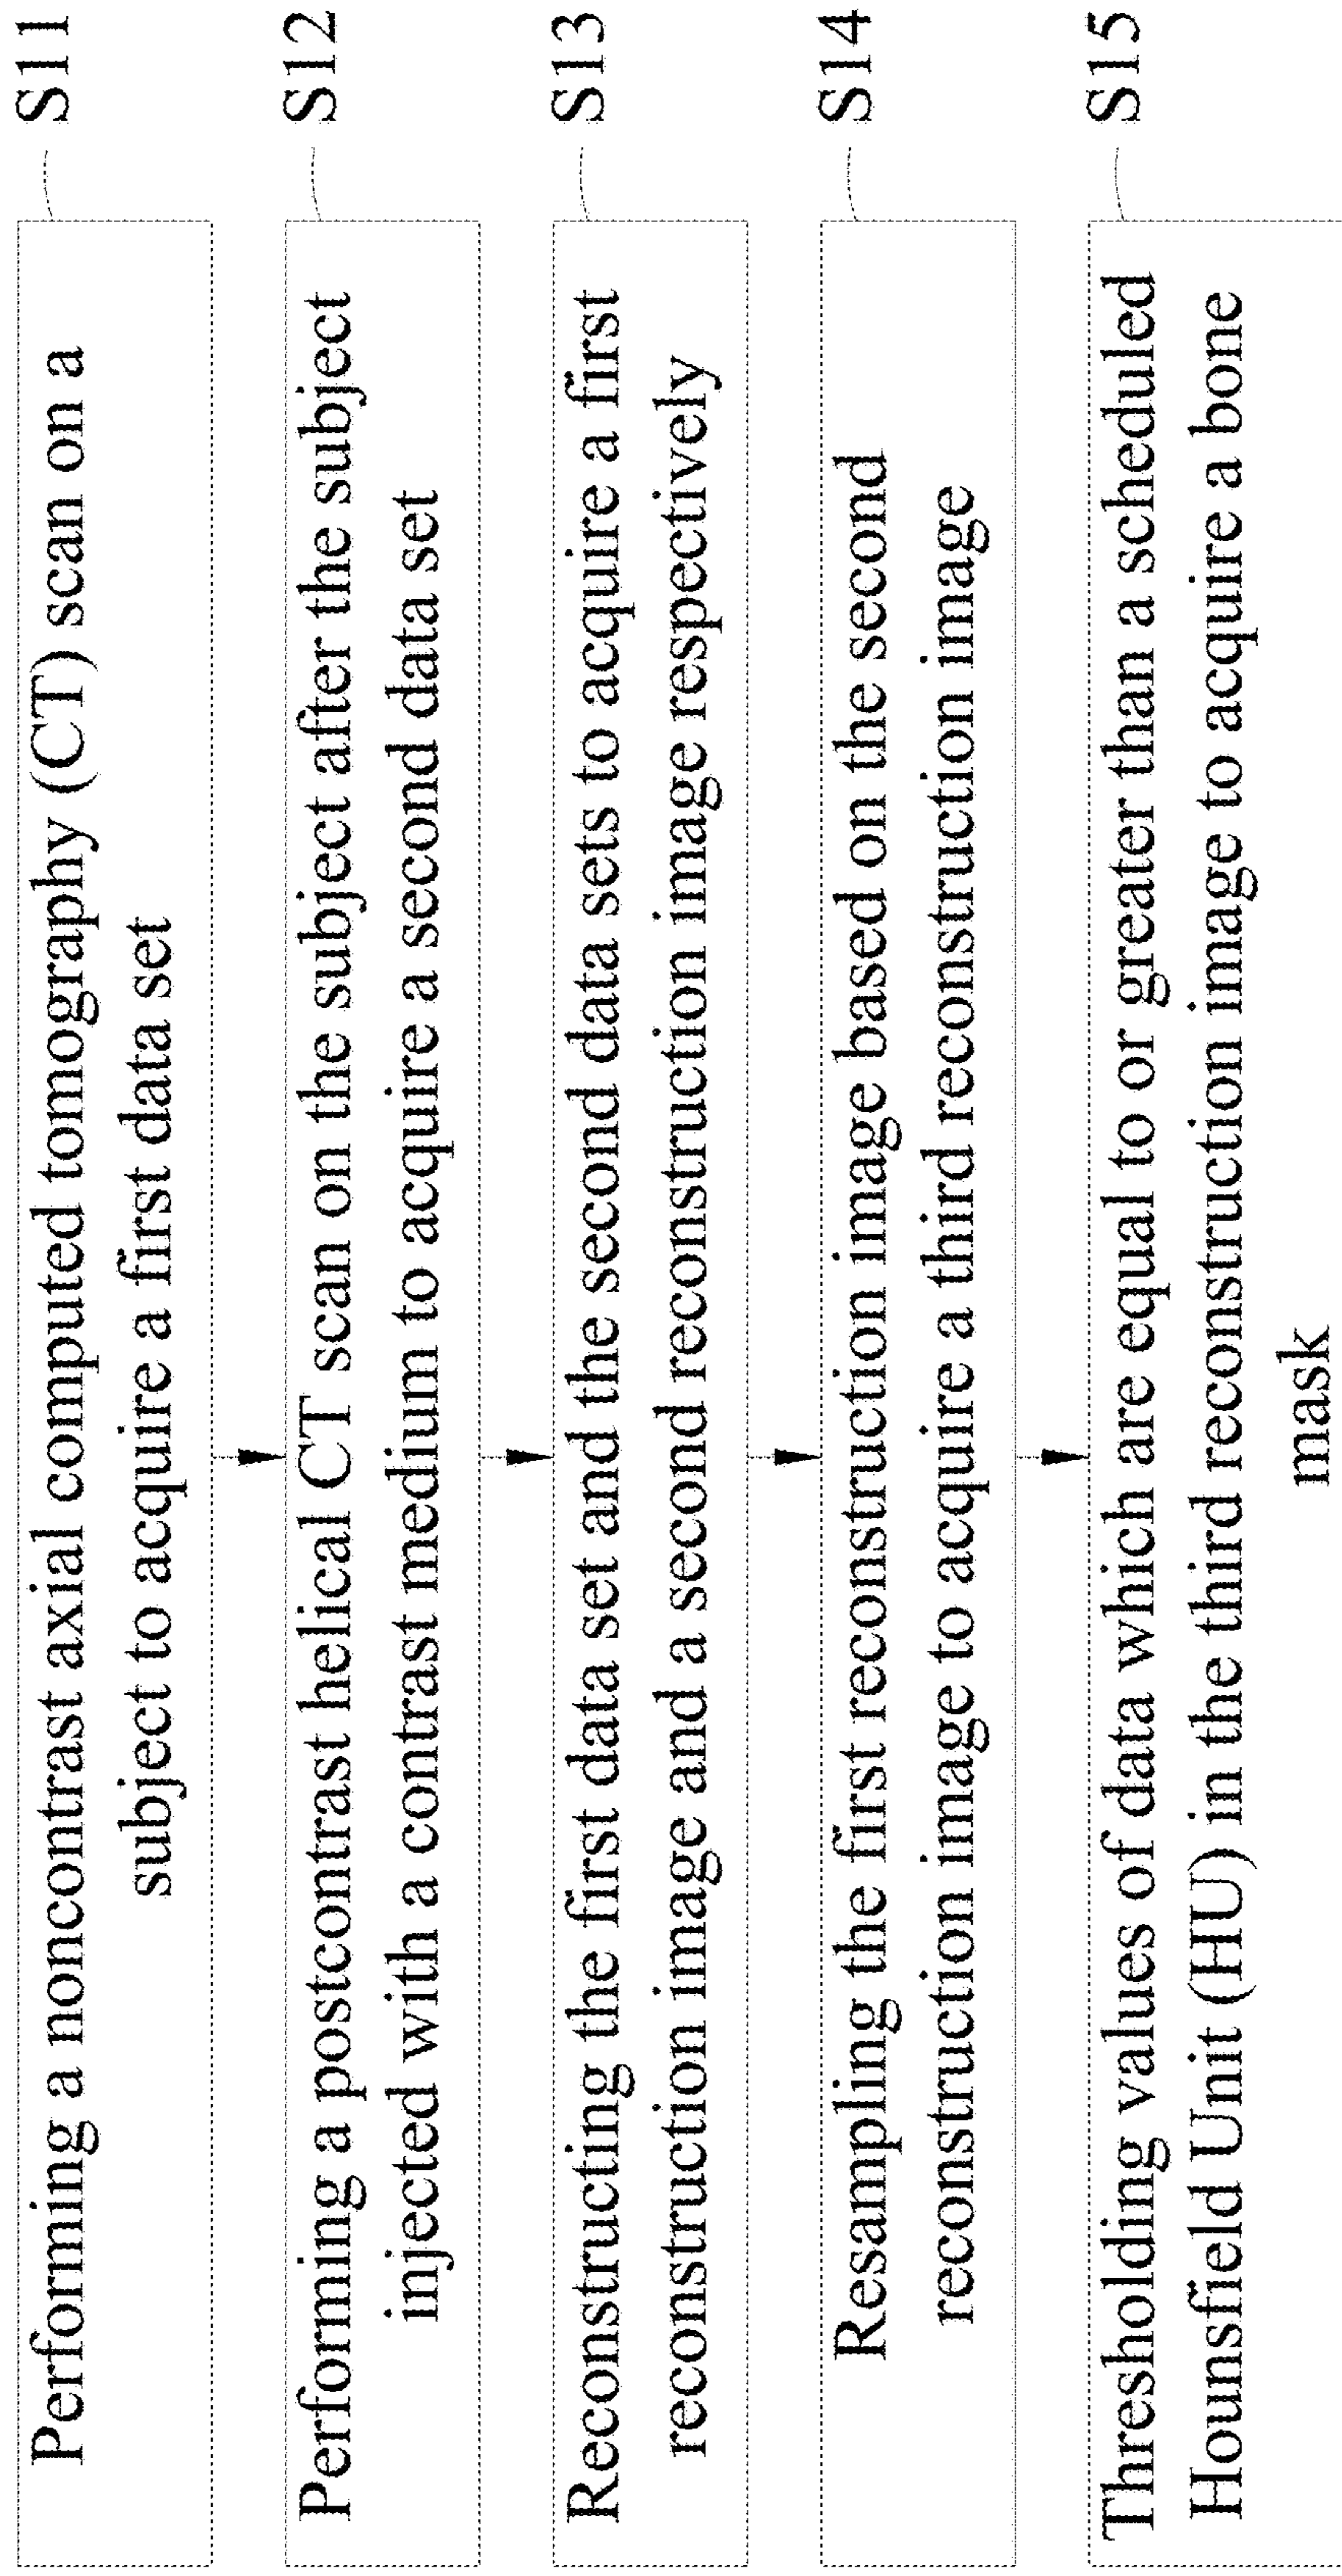 Performing a noncontrast axial computed tomography (CT) scan on a
subject to acquire a first data set
S11
Performing a postcontrast helical CT scan on the subject after the subject
injected with a contrast medium to acquire a second data set
S12
Reconstructing the first data set and the second data sets to acquire a first
reconstruction image and a second reconstruction image respectively
S13
Resampling the first reconstruction image based on the second
reconstruction image to acquire a third reconstruction image
S14
Thresholding values of data which are equal to or greater than a scheduled
Hounsfield Unit (HU) in the third reconstruction image to acquire a bone
mask
S15